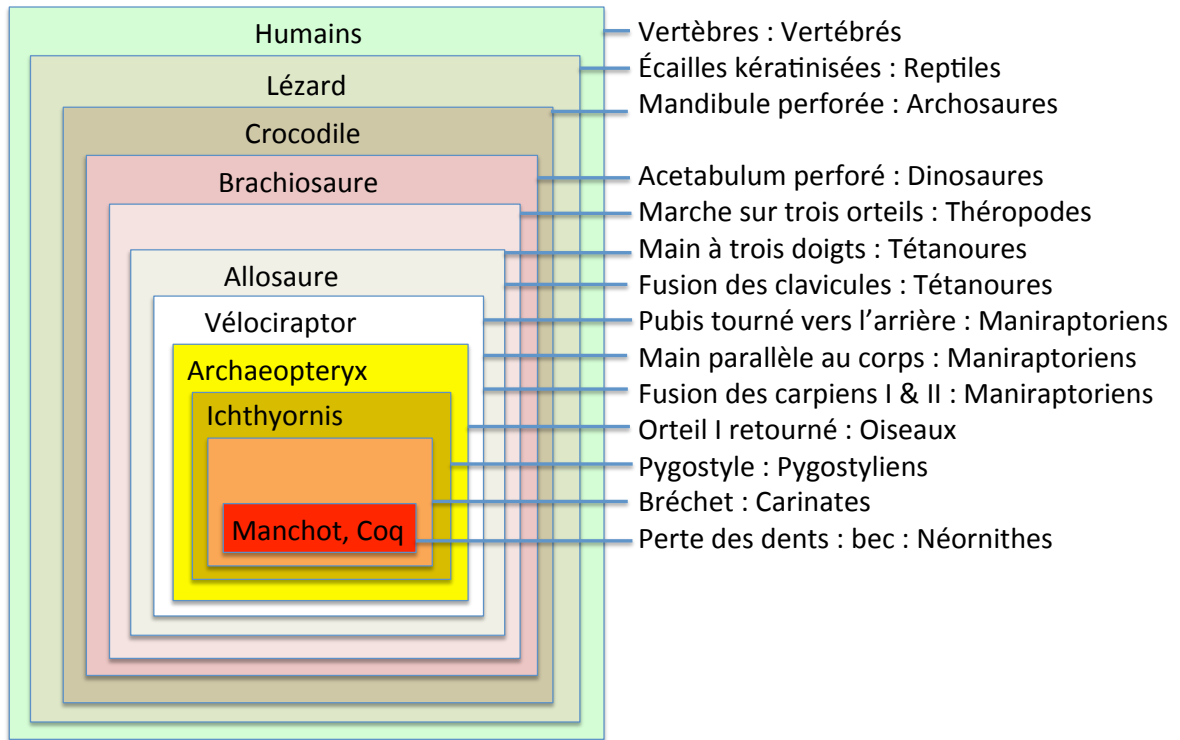 Humains
Lézard
Crocodile
Brachiosaure
Allosaure
Vélociraptor
Archaeopteryx
Ichthyornis
Manchot, Coq
Vertèbres : Vertébrés
Écailles kératinisées : Reptiles
Mandibule perforée : Archosaures
Acetabulum perforé : Dinosaures
Marche sur trois orteils : Théropodes
Main à trois doigts : Tétanoures
Fusion des clavicules : Tétanoures
Pubis tourné vers l'arrière : Maniraptoriens
Main parallèle au corps : Maniraptoriens
Fusion des carpiens I & II : Maniraptoriens
Orteil I retourné : Oiseaux
Pygostyle : Pygostyliens
Bréchet : Carinates
Perte des dents : bec : Néornithes